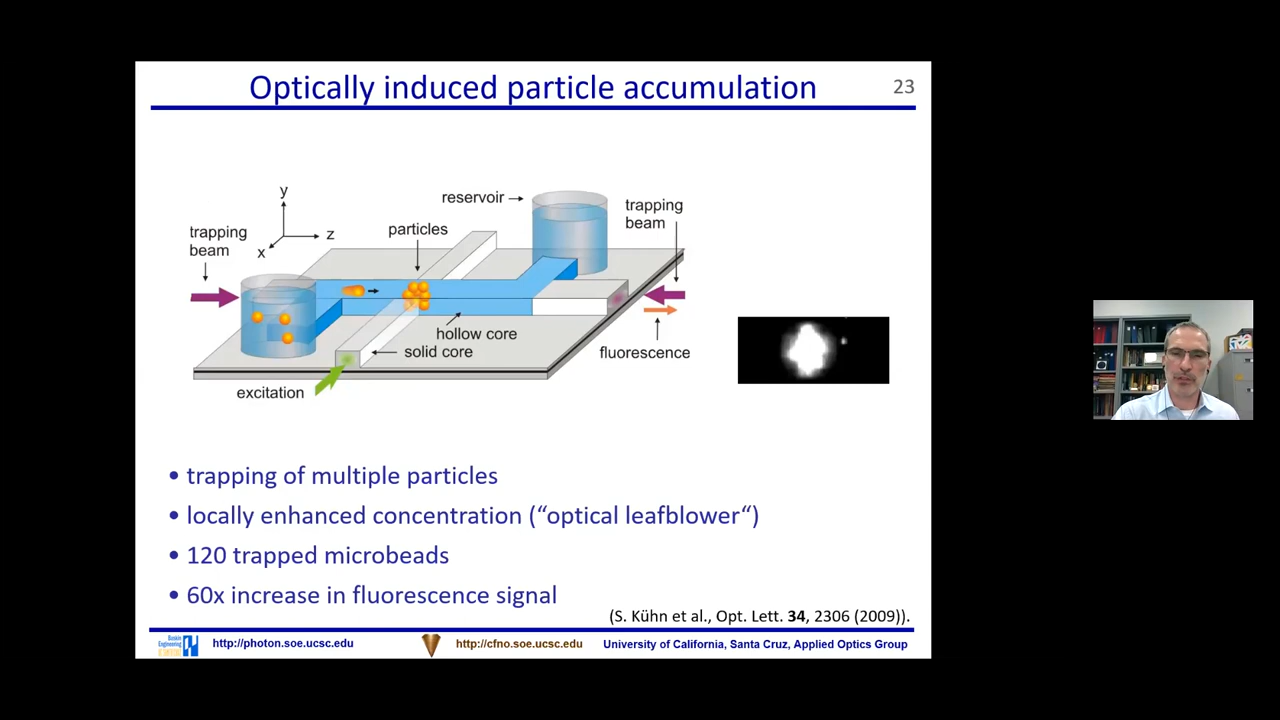 Optically induced particle accumulation
23
y
z
x
trapping
beam
particles
reservoir
trapping
beam
hollow core
solid core
fluorescence
excitation
• trapping of multiple particles
• locally enhanced concentration (“optical leafblower“)
• 120 trapped microbeads
• 60x increase in fluorescence signal
(S. Kühn et al., Opt. Lett. 34, 2306 (2009)).
Baskin
Engineering
http://photon.soe.ucsc.edu
http://cfno.soe.ucsc.edu
University of California, Santa Cruz, Applied Optics Group